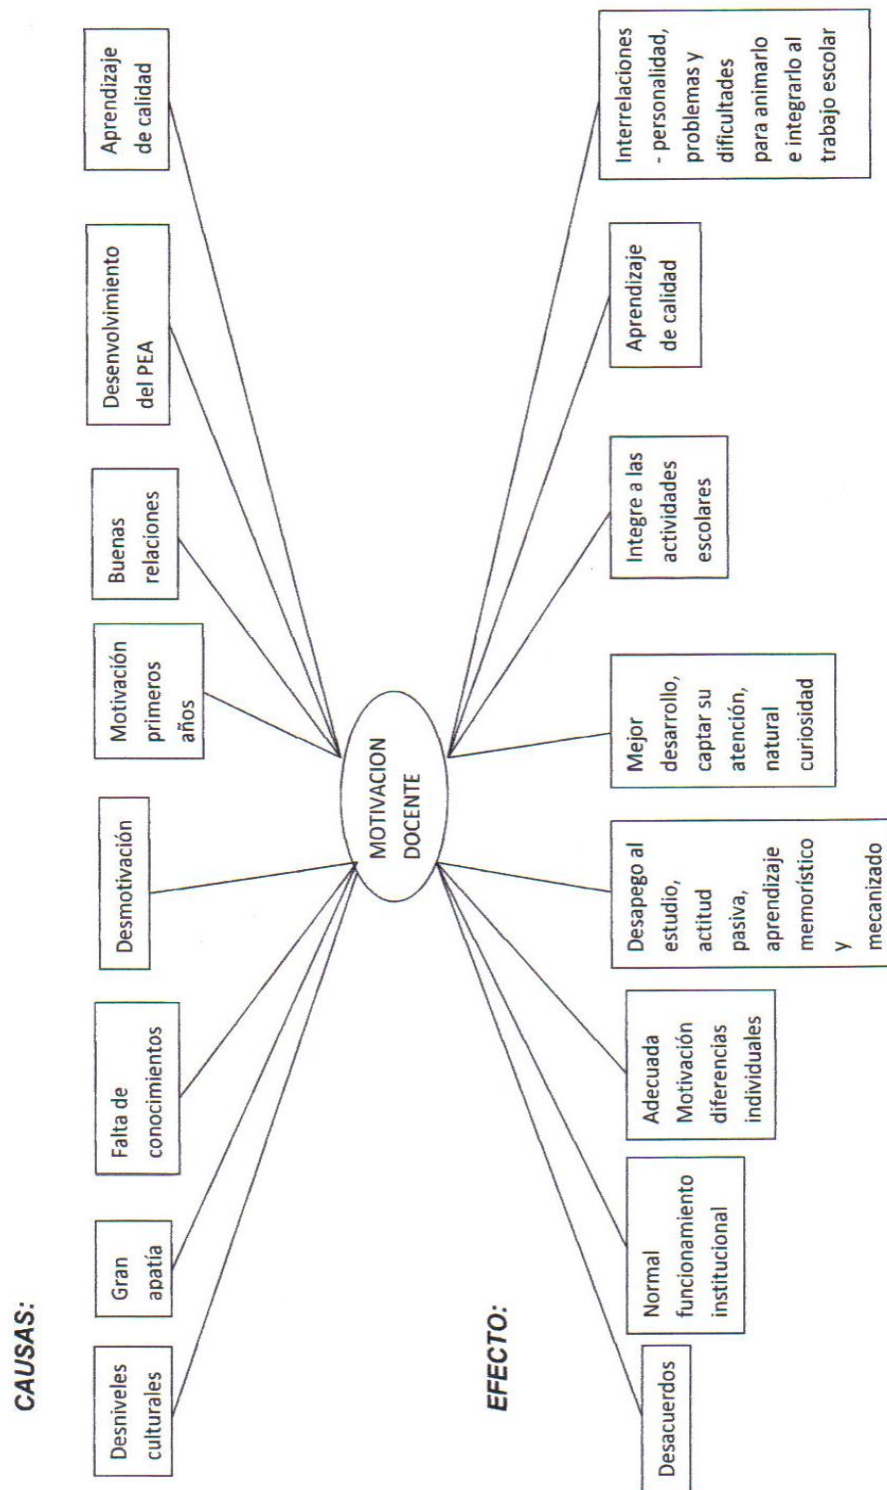 CAUSAS:
Desniveles
culturales
Gran
apatía
Falta de
conocimientos
Desmotivación
Motivación
primeros
años
Buenas
relaciones
Desenvolvimiento
del PEA
Aprendizaje
de calidad
MOTIVACION
DOCENTE
EFECTO:
Desacuerdos
Normal
funcionamiento
institucional
Adecuada
Motivación
diferencias
individuales
Desapego al
estudio,
actitud
pasiva,
aprendizaje
memorístico
y
mecanizado
Mejor
desarrollo,
captar su
atención,
natural
curiosidad
Integre a las
actividades
escolares
Aprendizaje
de calidad
Interrelaciones
- personalidad,
problemas y
dificultades
para animarlo
e integrarlo al
trabajo escolar